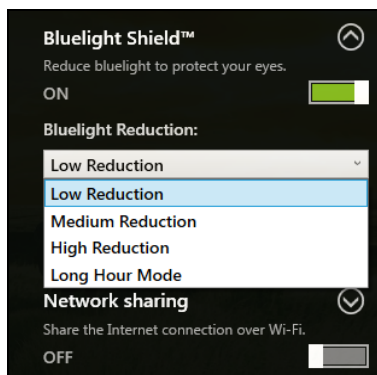 Bluelight Shield™
Reduce bluelight to protect your eyes.
ON
Bluelight Reduction:
Low Reduction
Low Reduction
Medium Reduction
High Reduction
Long Hour Mode
Network sharing
Share the Internet connection over Wi-Fi.
OFF